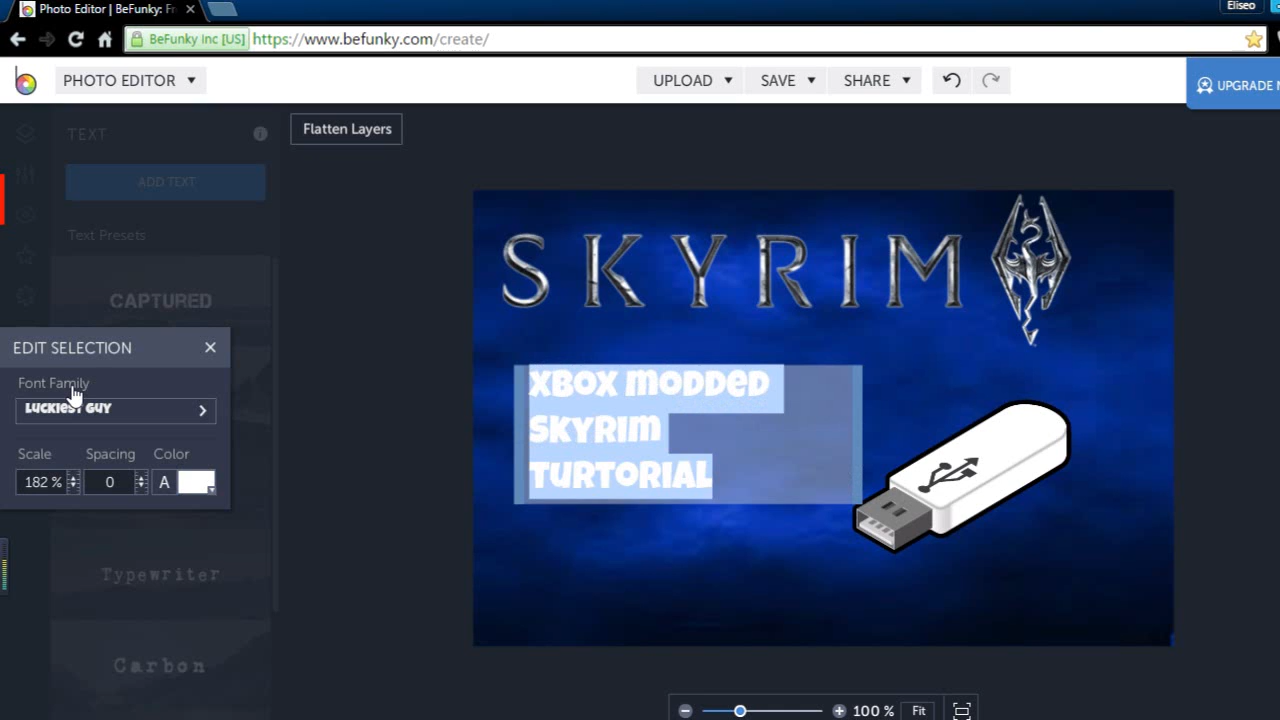 Photo Editor | BeFunky: Fr
Eliseo
BeFunky Inc [US]
https://www.befunky.com/create/
PHOTO EDITOR
UPLOAD
SAVE
SHARE
UPGRADE
TEXT
Flatten Layers
ADD TEXT
Text Presets
CAPTURED
SKYRIM
EDIT SELECTION
Font Family
Luckiest Guy
Scale
Spacing
Color
182 %
0
A
XBOX MODDED
SKYRIM
TURTORIAL
Typewriter
Carbon
100 %
Fit